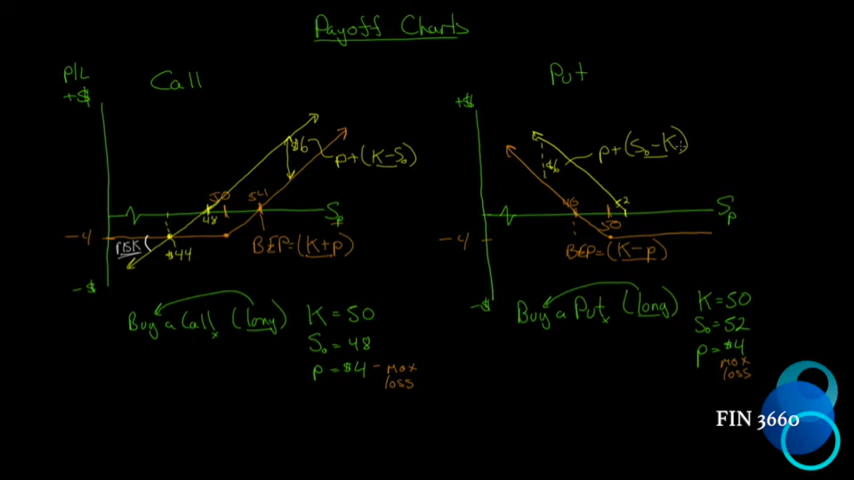 Payoff Charts
P/L
+$
Call
$6
p+(K-S₀)
50
54
48
Sp
-4
RISK
$44
BEP=(K+p)
-$
Buy a Call (long)
K=50
S₀=48
p=$4 - max loss
Put
+$
$6
p+(S₀-K)
46
52
50
Sp
-4
BEP=(K-p)
-$
Buy a Put (long)
K=50
S₀=52
p=$4
max
loss
FIN 3660